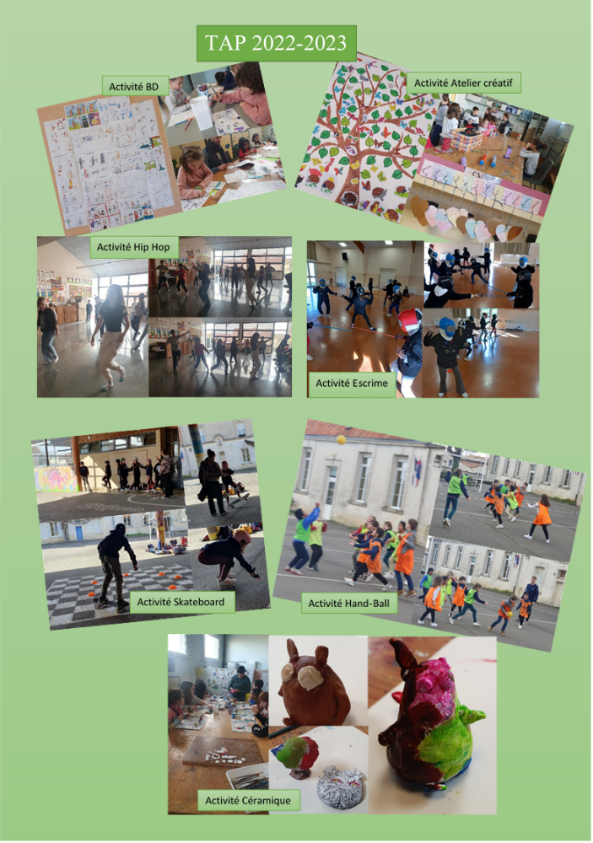 TAP 2022-2023
Activité BD
Activité Atelier créatif
Activité Hip Hop
Activité Escrime
Activité Skateboard
Activité Hand-Ball
Activité Céramique